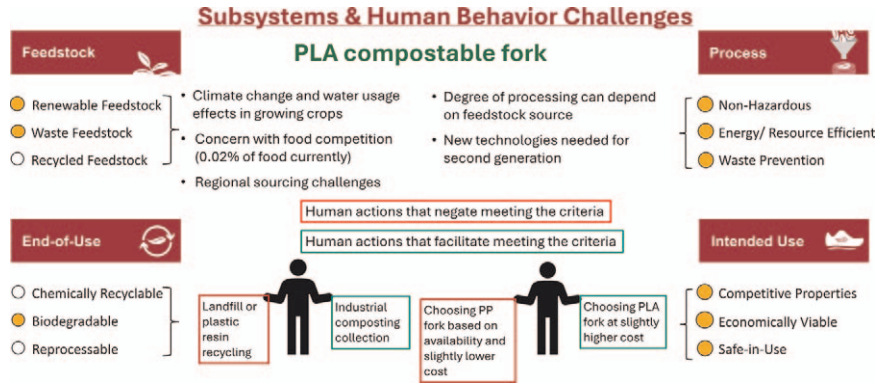 Subsystems & Human Behavior Challenges
PLA compostable fork
Feedstock
Renewable Feedstock
Waste Feedstock
Recycled Feedstock
• Climate change and water usage
effects in growing crops
• Concern with food competition
(0.02% of food currently)
• Regional sourcing challenges
• Degree of processing can depend
on feedstock source
• New technologies needed for
second generation
Process
Non-Hazardous
Energy/ Resource Efficient
Waste Prevention
Human actions that negate meeting the criteria
Human actions that facilitate meeting the criteria
End-of-Use
Chemically Recyclable
Biodegradable
Reprocessable
Landfill or
plastic
resin
recycling
Industrial
composting
collection
Choosing PP
fork based on
availability and
slightly lower
cost
Choosing PLA
fork at slightly
higher cost
Intended Use
Competitive Properties
Economically Viable
Safe-in-Use